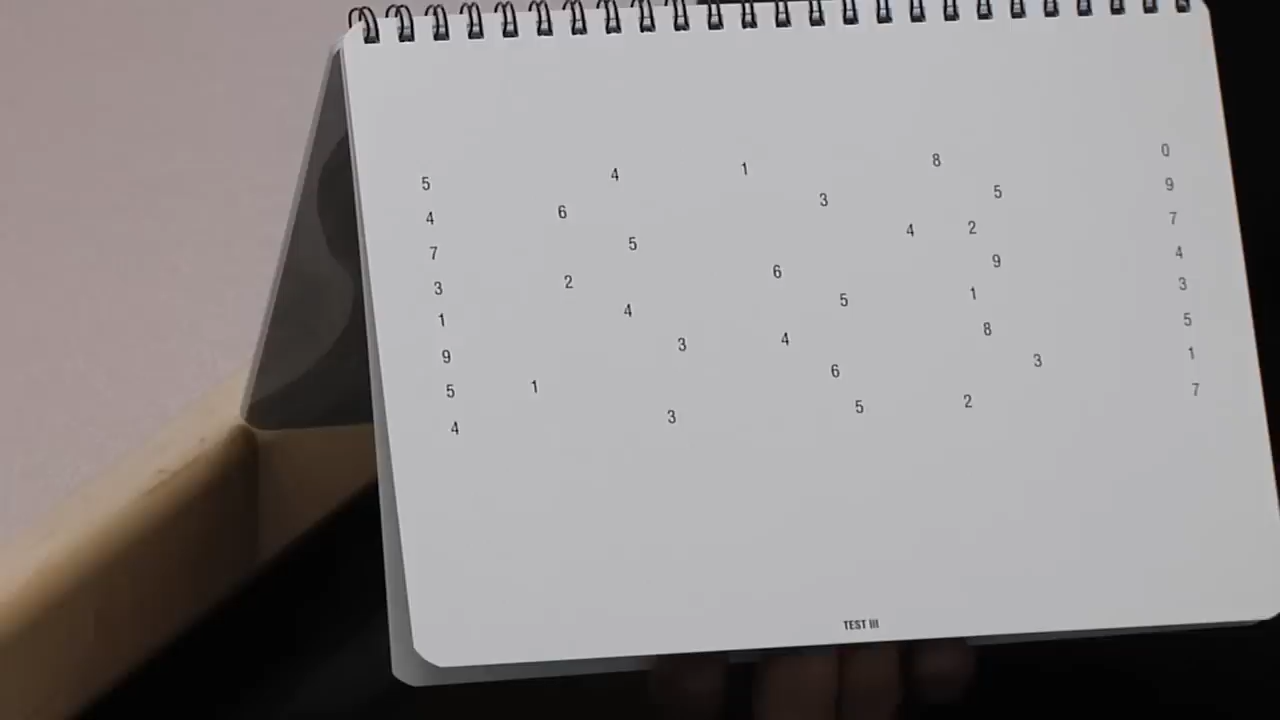 5 4 1 8 0
4 6 3 5 9
7 5 4 2 7
3 2 6 9 4
1 4 5 1 3
9 3 4 8 5
5 1 6 3 1
4 3 5 2 7
TEST III